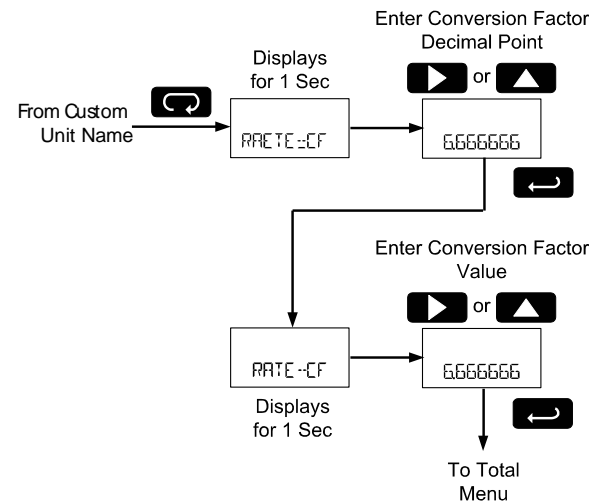 Enter Conversion Factor
Decimal Point
Displays
for 1 Sec
or
From Custom
Unit Name
RAETE--CF
6.666666
Enter Conversion Factor
Value
or
RATE--CF
6.666666
Displays
for 1 Sec
To Total
Menu